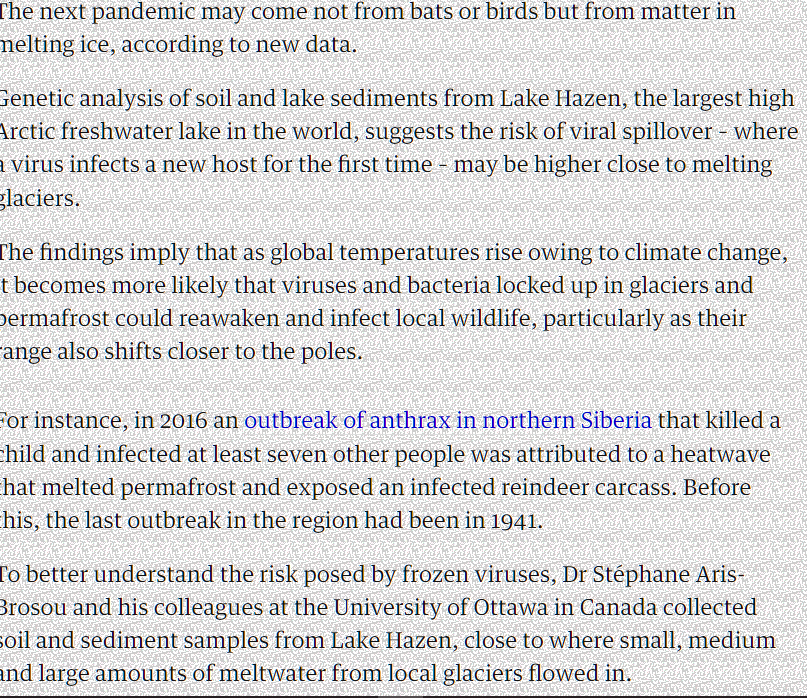 The next pandemic may come not from bats or birds but from matter in
melting ice, according to new data.
Genetic analysis of soil and lake sediments from Lake Hazen, the largest high
Arctic freshwater lake in the world, suggests the risk of viral spillover – where
a virus infects a new host for the first time – may be higher close to melting
glaciers.
The findings imply that as global temperatures rise owing to climate change,
it becomes more likely that viruses and bacteria locked up in glaciers and
permafrost could reawaken and infect local wildlife, particularly as their
range also shifts closer to the poles.
For instance, in 2016 an outbreak of anthrax in northern Siberia that killed a
child and infected at least seven other people was attributed to a heatwave
that melted permafrost and exposed an infected reindeer carcass. Before
this, the last outbreak in the region had been in 1941.
To better understand the risk posed by frozen viruses, Dr Stéphane Aris-
Brosou and his colleagues at the University of Ottawa in Canada collected
soil and sediment samples from Lake Hazen, close to where small, medium
and large amounts of meltwater from local glaciers flowed in.